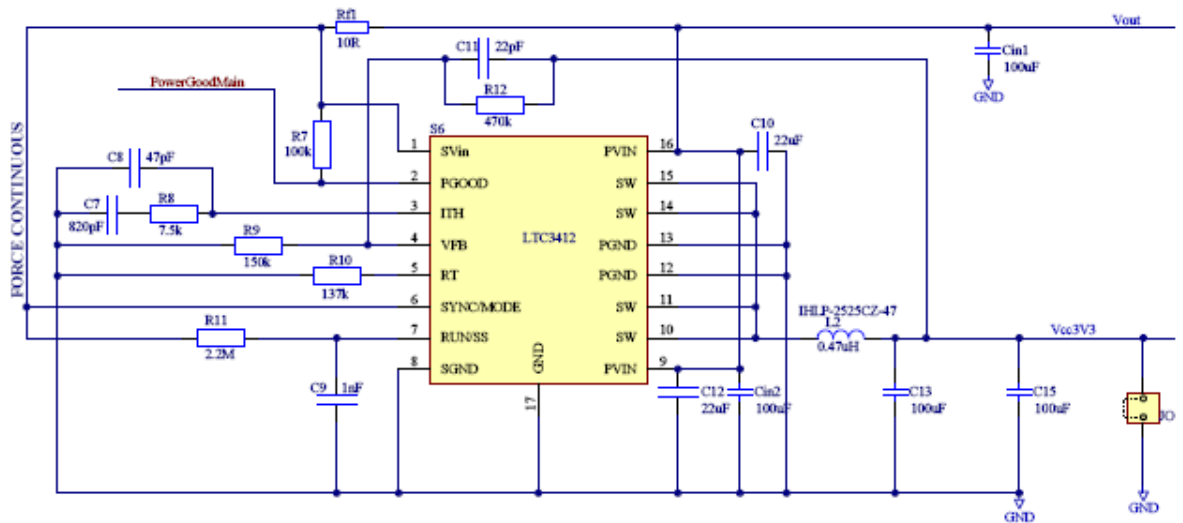 Rf1
10R
Vout
Cin1
100uF
GND
C11 22pF
R12
470k
PowerGoodMain
FORCE CONTINUOUS
R7
100k
S6
C10
22uF
C8 47pF
C7
820pF
R8
7.5k
R9
150k
R10
137k
R11
2.2M
C9 1nF
1 SVin
2 PGOOD
3 ITH
4 VFB
5 RT
6 SYNC/MODE
7 RUN/SS
8 SGND
LTC3412
GND
17
PVIN 16
SW 15
SW 14
PGND 13
PGND 12
SW 11
SW 10
PVIN 9
IHLP-2525CZ-47
L2
0.47uH
Vcc3V3
C12
22uF
Cin2
100uF
C13
100uF
C15
100uF
JO
GND
GND